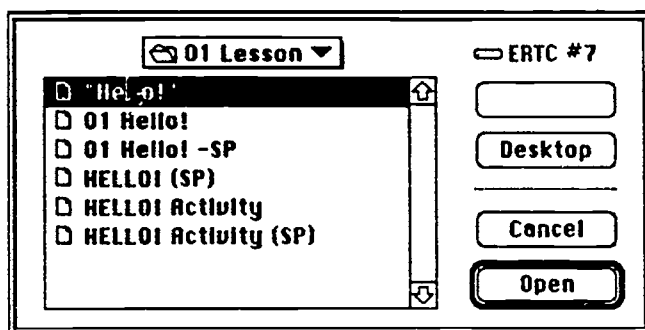 01 Lesson
ERTC #7
"Hello!"
01 Hello!
01 Hello! -SP
HELLO! (SP)
HELLO! Activity
HELLO! Activity (SP)
Desktop
Cancel
Open